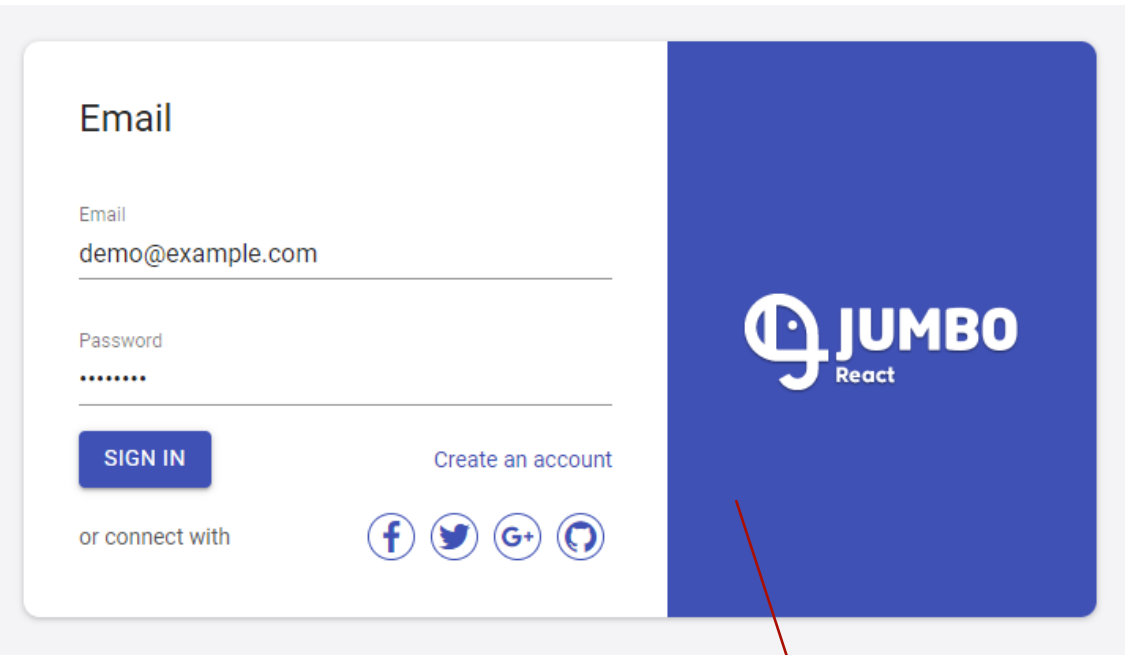 Email
Email
demo@example.com
Password
••••••••
SIGN IN
Create an account
or connect with
G+
JUMBO
React